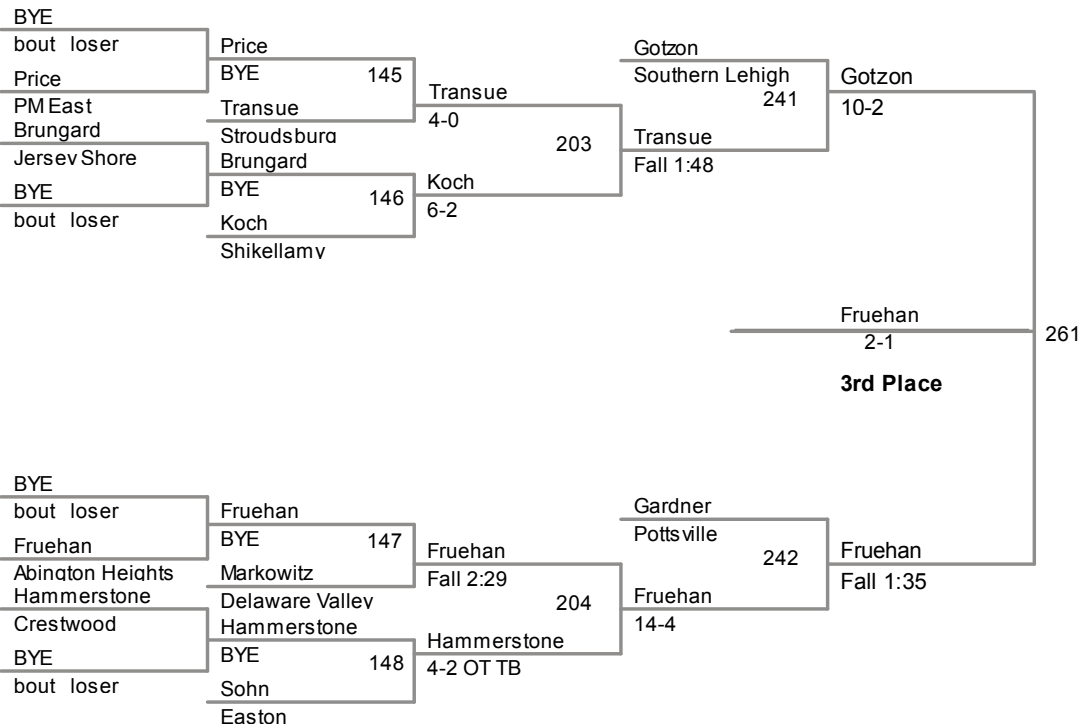 BYE
bout loser
Price
PM East
Brungard
Jersey Shore
BYE
bout loser
Price
BYE 145
Transue
Stroudsburg
Brungard
BYE 146
Koch
Shikellamy
Transue
4-0
203
Koch
6-2
Gotzon
Southern Lehigh
241
Transue
Fall 1:48
Gotzon
10-2
Fruehan
2-1
261
3rd Place
BYE
bout loser
Fruehan
Abington Heights
Hammerstone
Crestwood
BYE
bout loser
Fruehan
BYE 147
Markowitz
Delaware Valley
Hammerstone
BYE 148
Sohn
Easton
Fruehan
Fall 2:29
204
Hammerstone
4-2 OT TB
Gardner
Pottsville
242
Fruehan
14-4
Fruehan
Fall 1:35